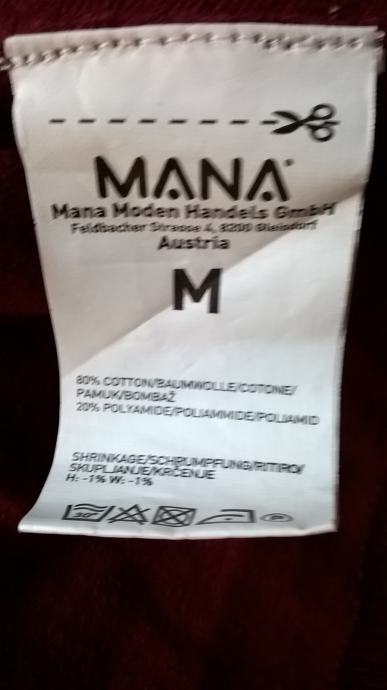 MANA
Mana Moden Handels GmbH
Feldbacher Strasse 4, 8200 Gleisdorf
Austria
M
80% COTTON/BAUMWOLLE/COTONE/
PAMUK/BOMBAŽ
20% POLYAMIDE/POLIAMMIDE/POLIAMID
SHRINKAGE/SCHRUMPFUNG/RITIRO/
SKUPLJANJE/KRČENJE
H: -1% W: -1%
30°
P